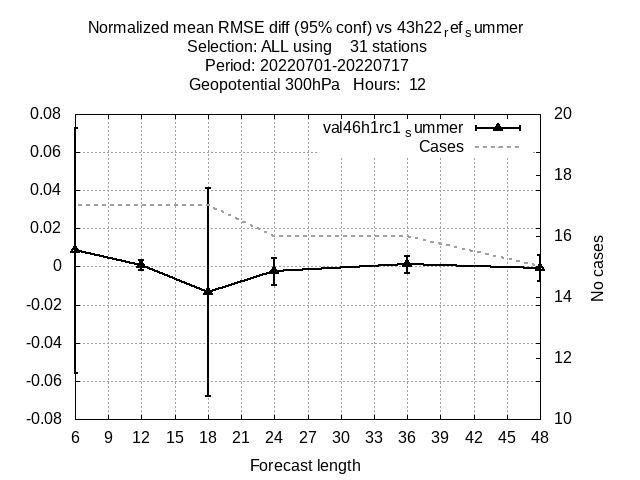 Normalized mean RMSE diff (95% conf) vs 43h22refsummer
Selection: ALL using 31 stations
Period: 20220701-20220717
Geopotential 300hPa Hours: 12
0.08
0.06
0.04
0.02
0
-0.02
-0.04
-0.06
-0.08
val46h1rc1summer
Cases
20
18
16
14
12
10
No cases
6 9 12 15 18 21 24 27 30 33 36 39 42 45 48
Forecast length